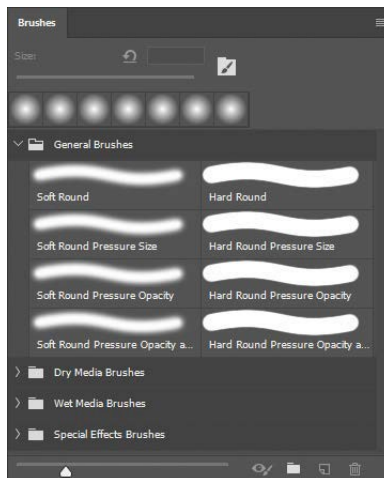 Brushes
Size:
General Brushes
Soft Round
Hard Round
Soft Round Pressure Size
Hard Round Pressure Size
Soft Round Pressure Opacity
Hard Round Pressure Opacity
Soft Round Pressure Opacity a...
Hard Round Pressure Opacity a...
Dry Media Brushes
Wet Media Brushes
Special Effects Brushes